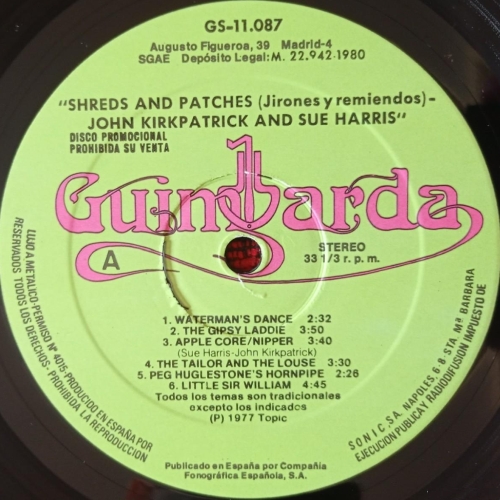 GS-11.087
Augusto Figueroa, 39 Madrid-4
SGAE Depósito Legal: M. 22.942-1980
"SHREDS AND PATCHES (Jirones y remiendos) -
JOHN KIRKPATRICK AND SUE HARRIS"
DISCO PROMOCIONAL
PROHIBIDA SU VENTA
Guimbarda
A
STEREO
33 1/3 r. p. m.
1. WATERMAN'S DANCE 2:32
2. THE GIPSY LADDIE 3:50
3. APPLE CORE/NIPPER 3:40
(Sue Harris-John Kirkpatrick)
4. THE TAILOR AND THE LOUSE 3:30
5. PEG HUGLESTONE'S HORNPIPE 2:26
6. LITTLE SIR WILLIAM 4:45
Todos los temas son tradicionales
excepto los indicados
(P) 1977 Topic
Publicado en España por Compañía
Fonográfica Española, S.A.
LUJO A METALICO-PERMISO Nº 4015-PRODUCIDO EN ESPAÑA POR
RESERVADOS TODOS LOS DERECHOS. PROHIBIDA LA REPRODUCCION
SONIC, S.A. NAPOLES 6-8-STA Mª BARBARA
EJECUCION PUBLICA Y RADIODIFUSION IMPUESTO DE